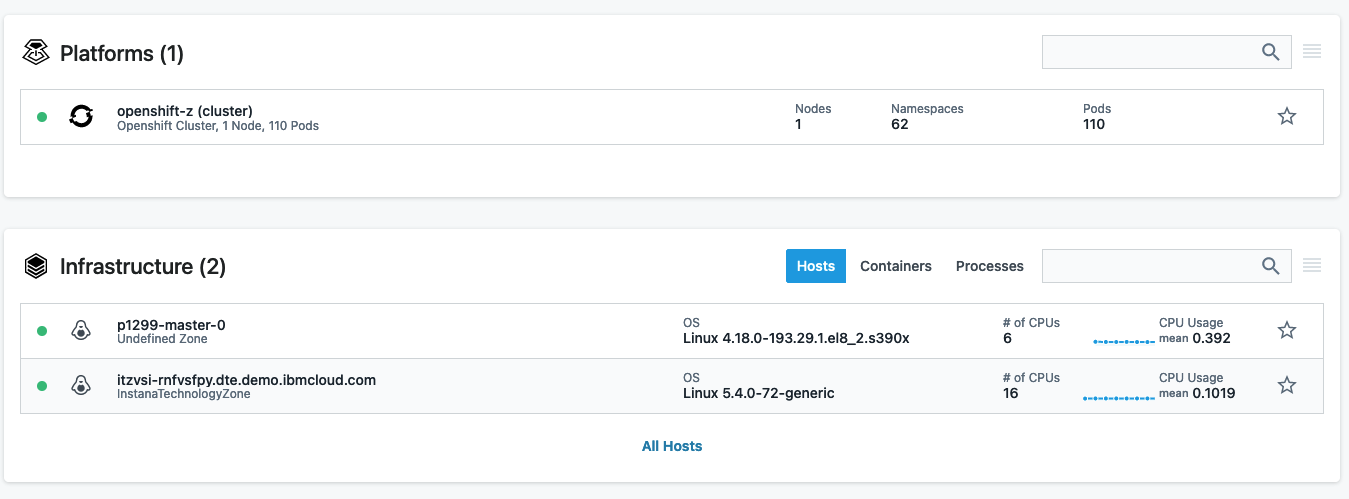 Platforms (1)
openshift-z (cluster)
Openshift Cluster, 1 Node, 110 Pods
Nodes
1
Namespaces
62
Pods
110
Infrastructure (2)
Hosts
Containers
Processes
p1299-master-0
Undefined Zone
OS
Linux 4.18.0-193.29.1.el8_2.s390x
# of CPUs
6
CPU Usage
mean 0.392
itzvsi-rnfvsfpy.dte.demo.ibmcloud.com
InstanaTechnologyZone
OS
Linux 5.4.0-72-generic
# of CPUs
16
CPU Usage
mean 0.1019
All Hosts